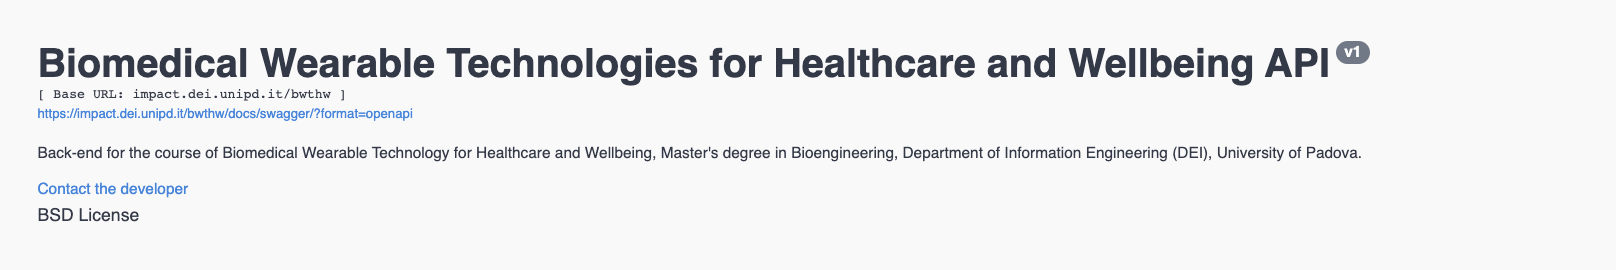 Biomedical Wearable Technologies for Healthcare and Wellbeing API v1
[ Base URL: impact.dei.unipd.it/bwthw ]
https://impact.dei.unipd.it/bwthw/docs/swagger/?format=openapi
Back-end for the course of Biomedical Wearable Technology for Healthcare and Wellbeing, Master's degree in Bioengineering, Department of Information Engineering (DEI), University of Padova.
Contact the developer
BSD License